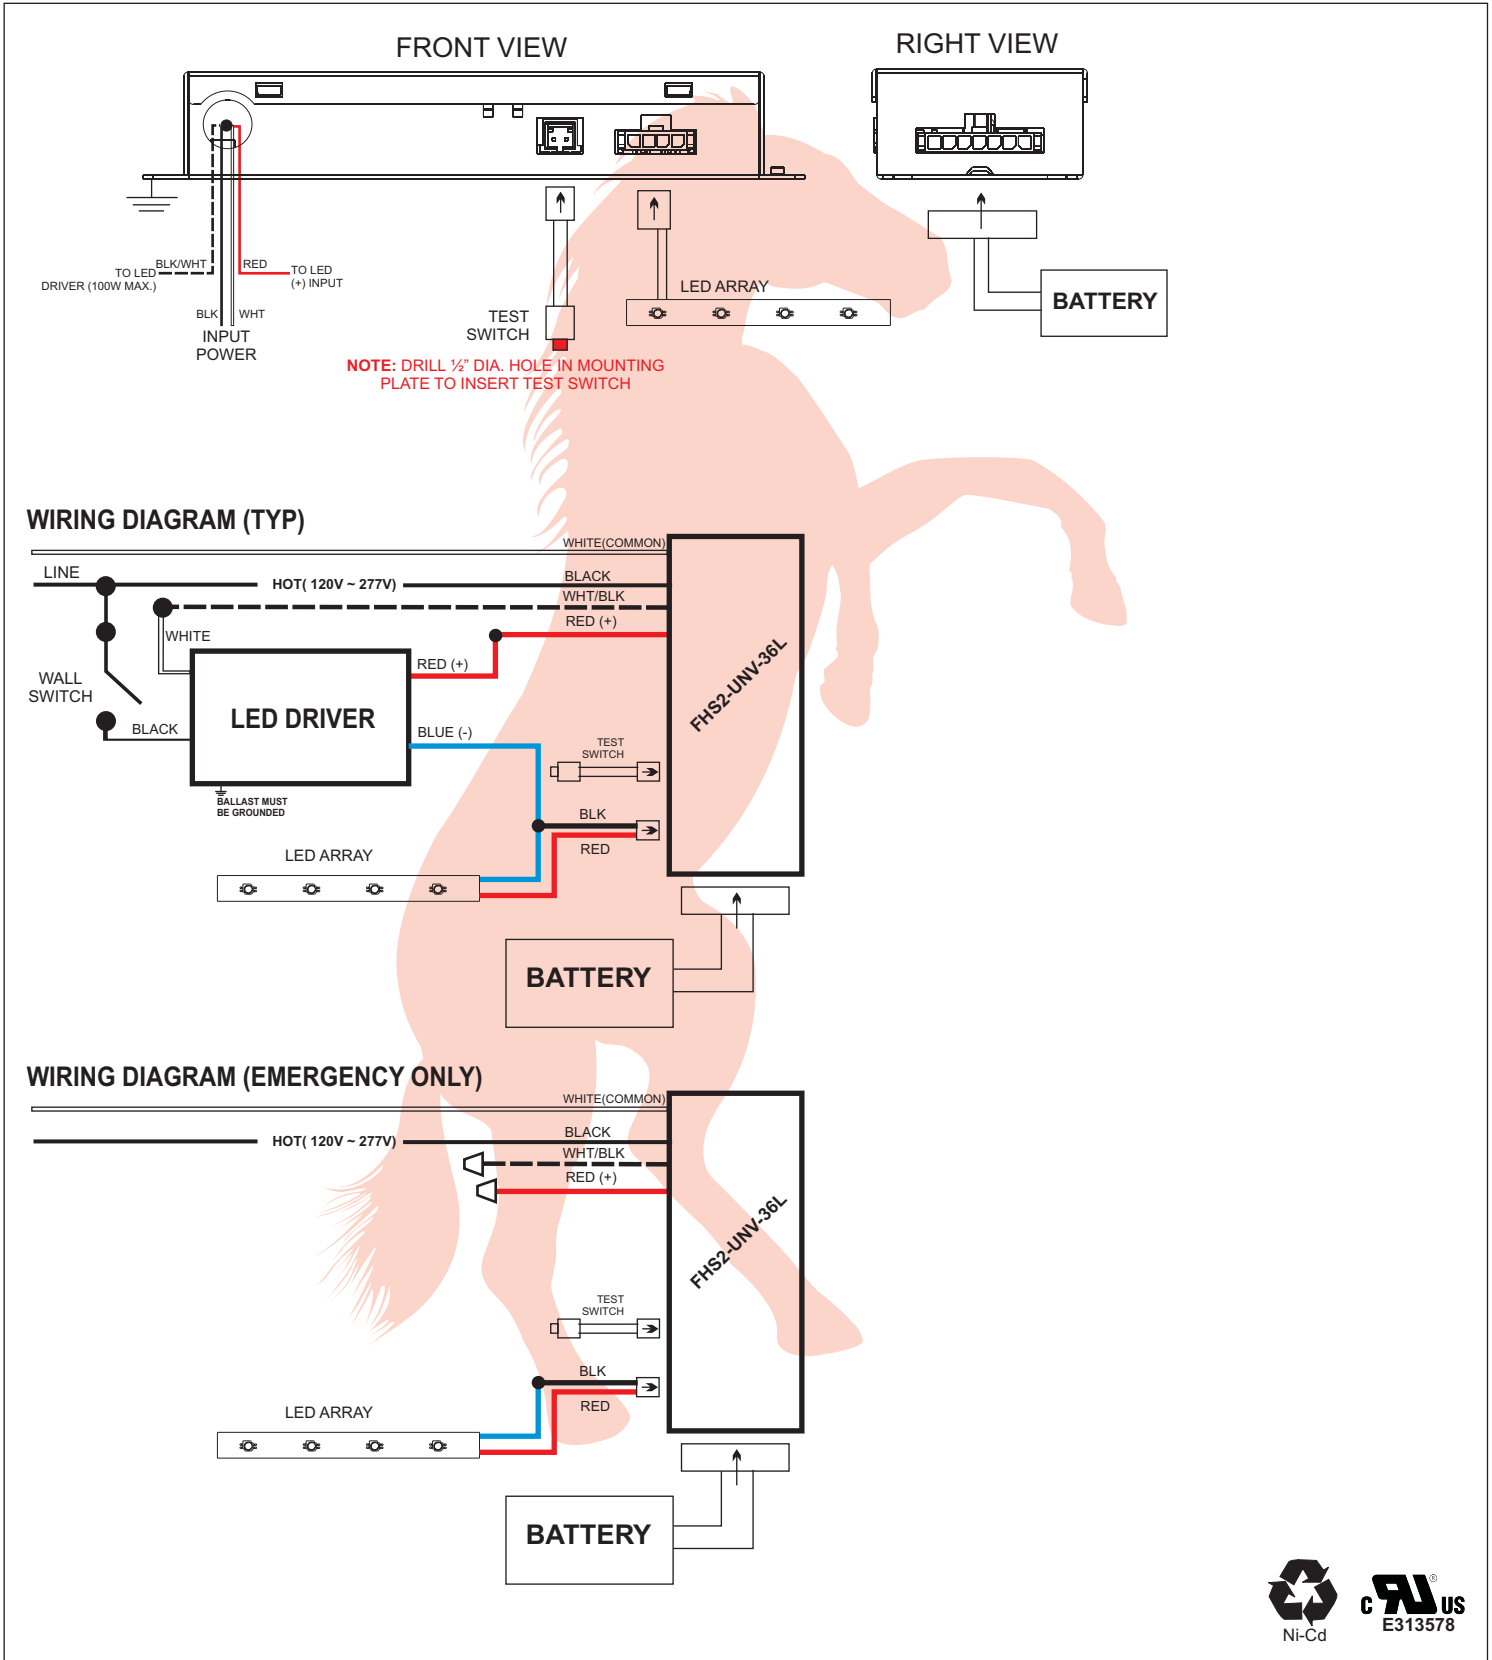 FRONT VIEW
RIGHT VIEW
BLK/WHT
RED
TO LED
DRIVER (100W MAX.)
TO LED
(+) INPUT
BLK
WHT
INPUT
POWER
TEST
SWITCH
LED ARRAY
BATTERY
NOTE: DRILL ½" DIA. HOLE IN MOUNTING
PLATE TO INSERT TEST SWITCH
WIRING DIAGRAM (TYP)
WHITE(COMMON)
LINE
HOT( 120V ~ 277V)
BLACK
WHT/BLK
RED (+)
WHITE
RED (+)
WALL
SWITCH
LED DRIVER
FHS2-UNV-36L
BLACK
BLUE (-)
TEST
SWITCH
BALLAST MUST
BE GROUNDED
BLK
RED
LED ARRAY
BATTERY
WIRING DIAGRAM (EMERGENCY ONLY)
WHITE(COMMON)
HOT( 120V ~ 277V)
BLACK
WHT/BLK
RED (+)
FHS2-UNV-36L
TEST
SWITCH
BLK
RED
LED ARRAY
BATTERY
Ni-Cd
C RU ® US
E313578